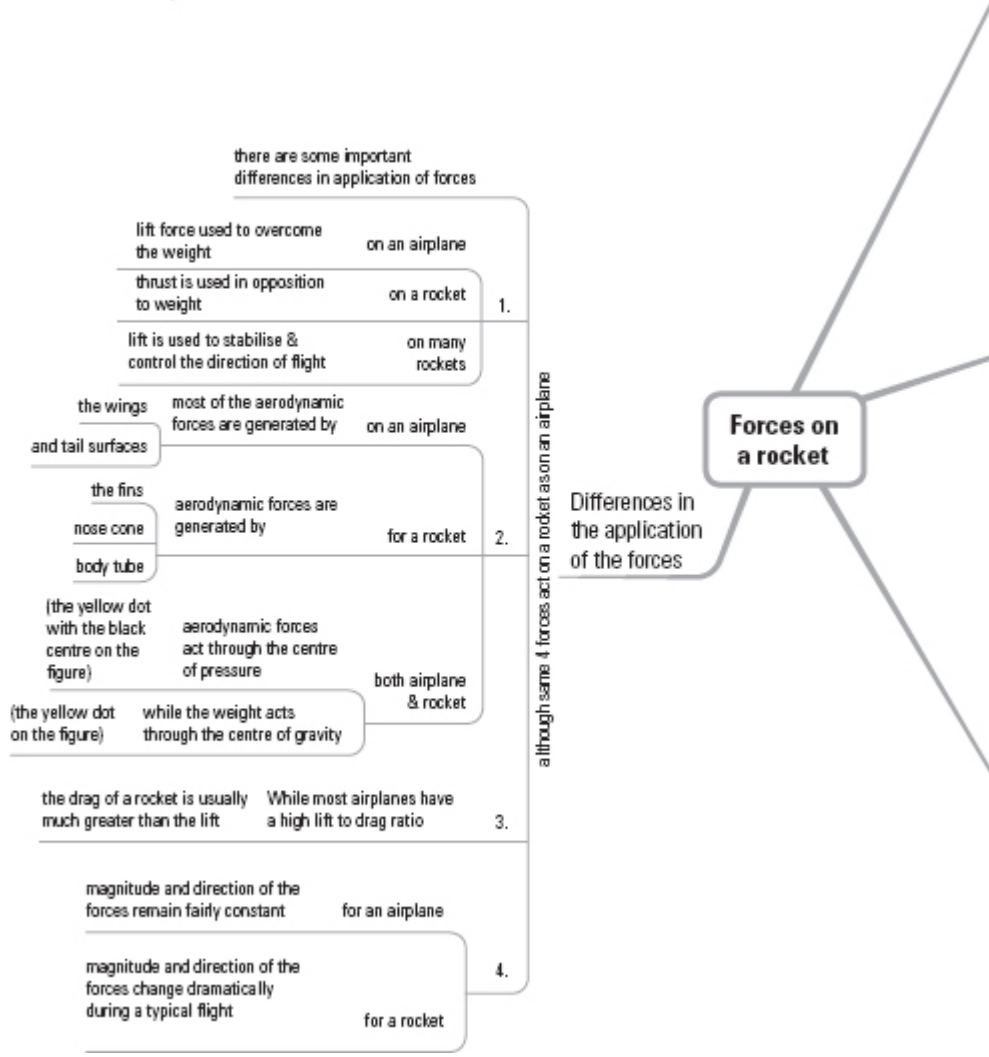 there are some important
differences in application of forces
lift force used to overcome
the weight
on an airplane
thrust is used in opposition
to weight
on a rocket
1.
lift is used to stabilise &
control the direction of flight
on many
rockets
the wings
and tail surfaces
most of the aerodynamic
forces are generated by
on an airplane
the fins
nose cone
body tube
aerodynamic forces are
generated by
for a rocket
2.
(the yellow dot
with the black
centre on the
figure)
aerodynamic forces
act through the centre
of pressure
both airplane
& rocket
(the yellow dot
on the figure)
while the weight acts
through the centre of gravity
the drag of a rocket is usually
much greater than the lift
While most airplanes have
a high lift to drag ratio
3.
magnitude and direction of the
forces remain fairly constant
for an airplane
magnitude and direction of the
forces change dramatically
during a typical flight
for a rocket
4.
although same 4 forces act on a rocket as on an airplane
Differences in
the application
of the forces
Forces on
a rocket